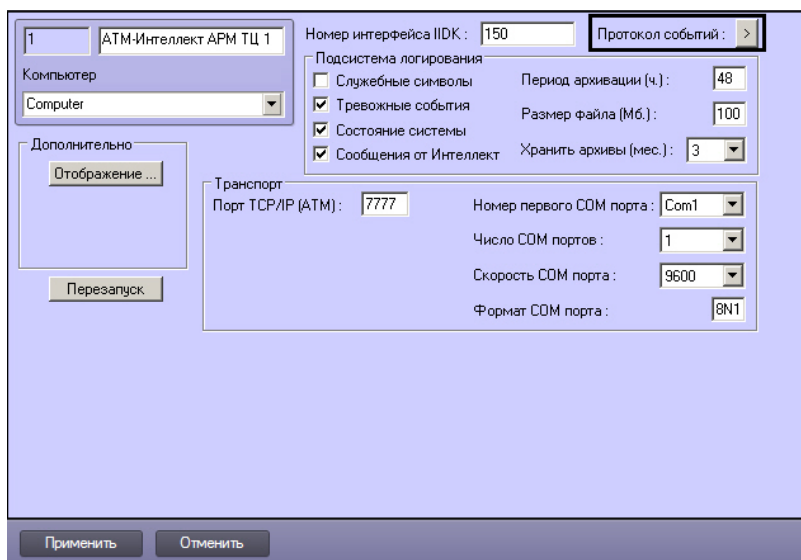 1
АТМ-Интеллект АРМ ТЦ 1
Компьютер
Computer
Номер интерфейса IIDK :
150
Протокол событий :
>
Подсистема логирования
Служебные символы
Тревожные события
Состояние системы
Сообщения от Интеллект
Период архивации (ч.) :
48
Размер файла (Мб.) :
100
Хранить архивы (мес.) :
3
Дополнительно
Отображение ...
Перезапуск
Транспорт
Порт TCP/IP (ATM) :
7777
Номер первого COM порта :
Com1
Число COM портов :
1
Скорость COM порта :
9600
Формат COM порта :
8N1
Применить
Отменить